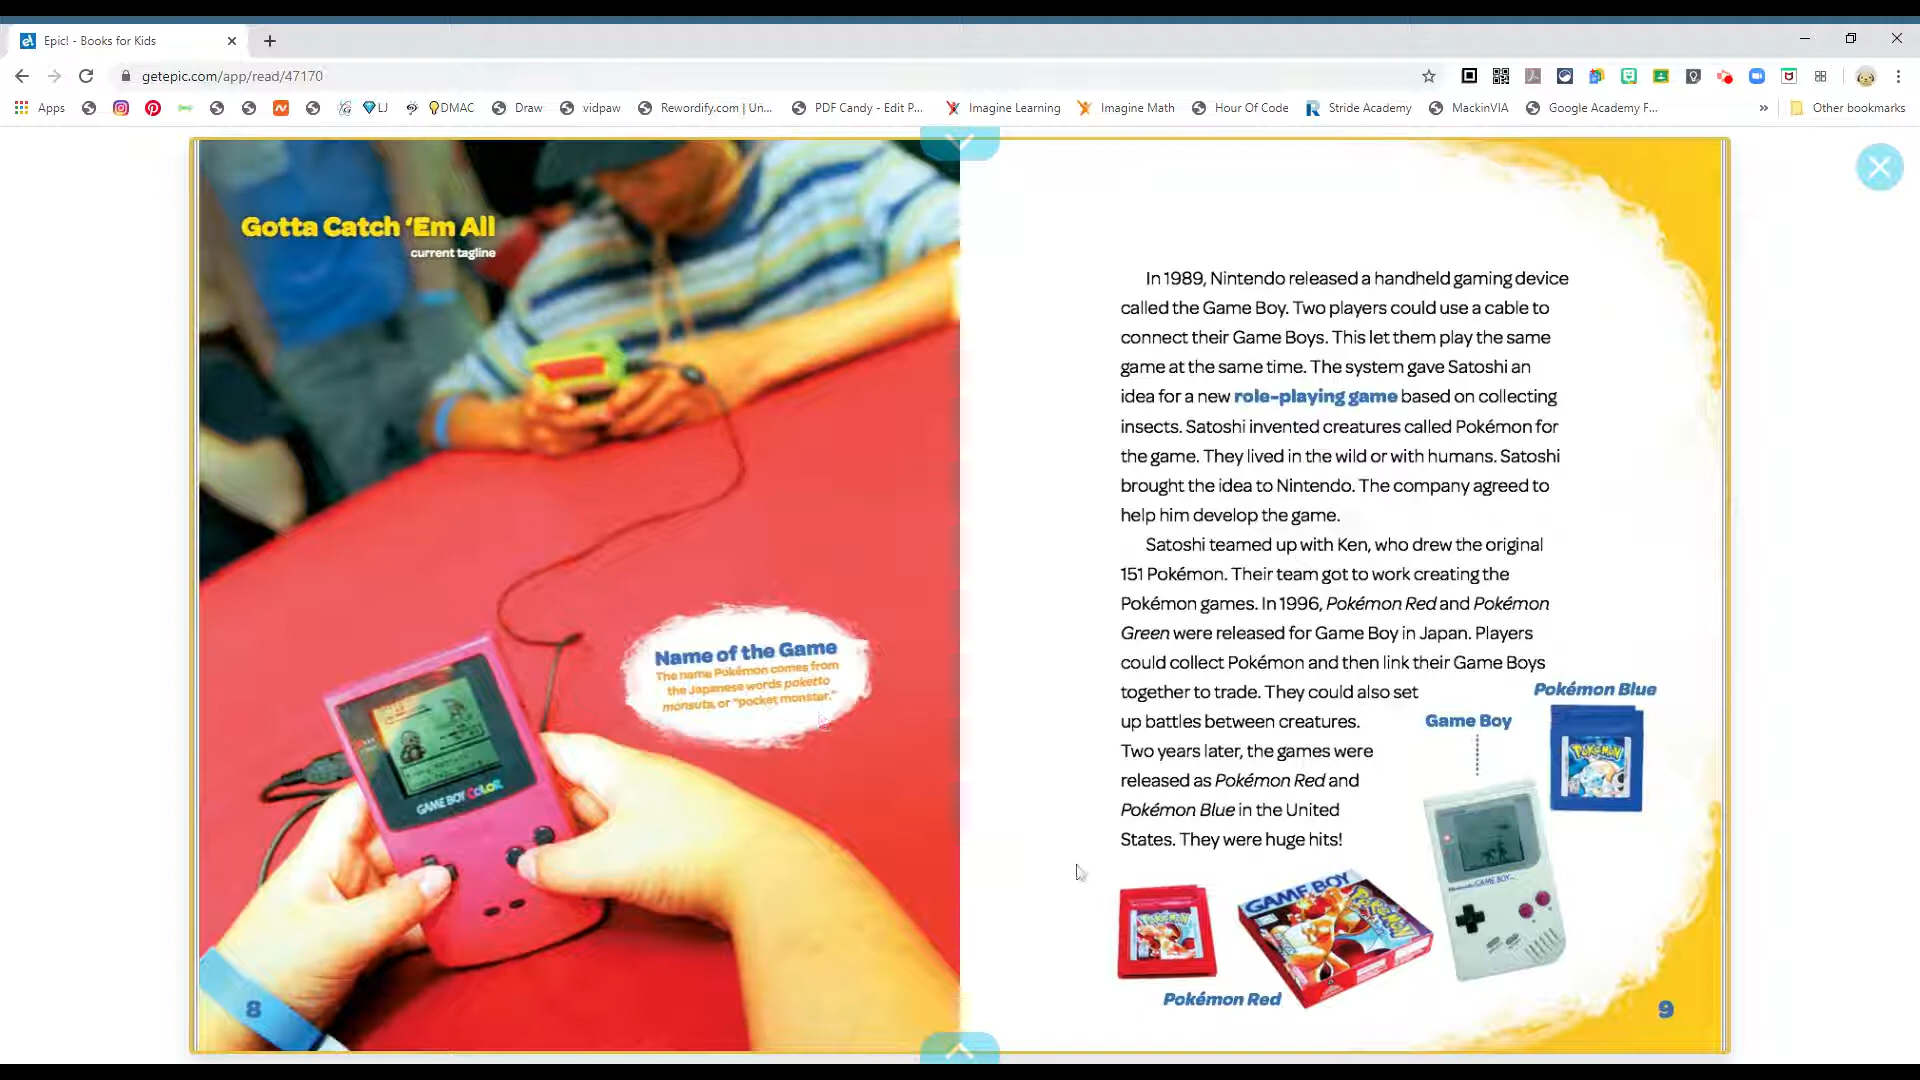 Epic! - Books for Kids
getepic.com/app/read/47170
Apps
LJ
DMAC
Draw
vidpaw
Rewordify.com | Un...
PDF Candy - Edit P...
Imagine Learning
Imagine Math
Hour Of Code
Stride Academy
MackinVIA
Google Academy F...
»
Other bookmarks
Gotta Catch ‘Em All
current tagline
GAME BOY COLOR
Name of the Game
The name Pokémon comes from
the Japanese words poketto
monsuta, or “pocket monster.”
8
In 1989, Nintendo released a handheld gaming device
called the Game Boy. Two players could use a cable to
connect their Game Boys. This let them play the same
game at the same time. The system gave Satoshi an
idea for a new role-playing game based on collecting
insects. Satoshi invented creatures called Pokémon for
the game. They lived in the wild or with humans. Satoshi
brought the idea to Nintendo. The company agreed to
help him develop the game.
Satoshi teamed up with Ken, who drew the original
151 Pokémon. Their team got to work creating the
Pokémon games. In 1996, Pokémon Red and Pokémon
Green were released for Game Boy in Japan. Players
could collect Pokémon and then link their Game Boys
together to trade. They could also set
up battles between creatures.
Two years later, the games were
released as Pokémon Red and
Pokémon Blue in the United
States. They were huge hits!
Pokémon Blue
Game Boy
POKéMON
Nintendo GAME BOY
POKéMON
GAME BOY
POKéMON
Pokémon Red
9